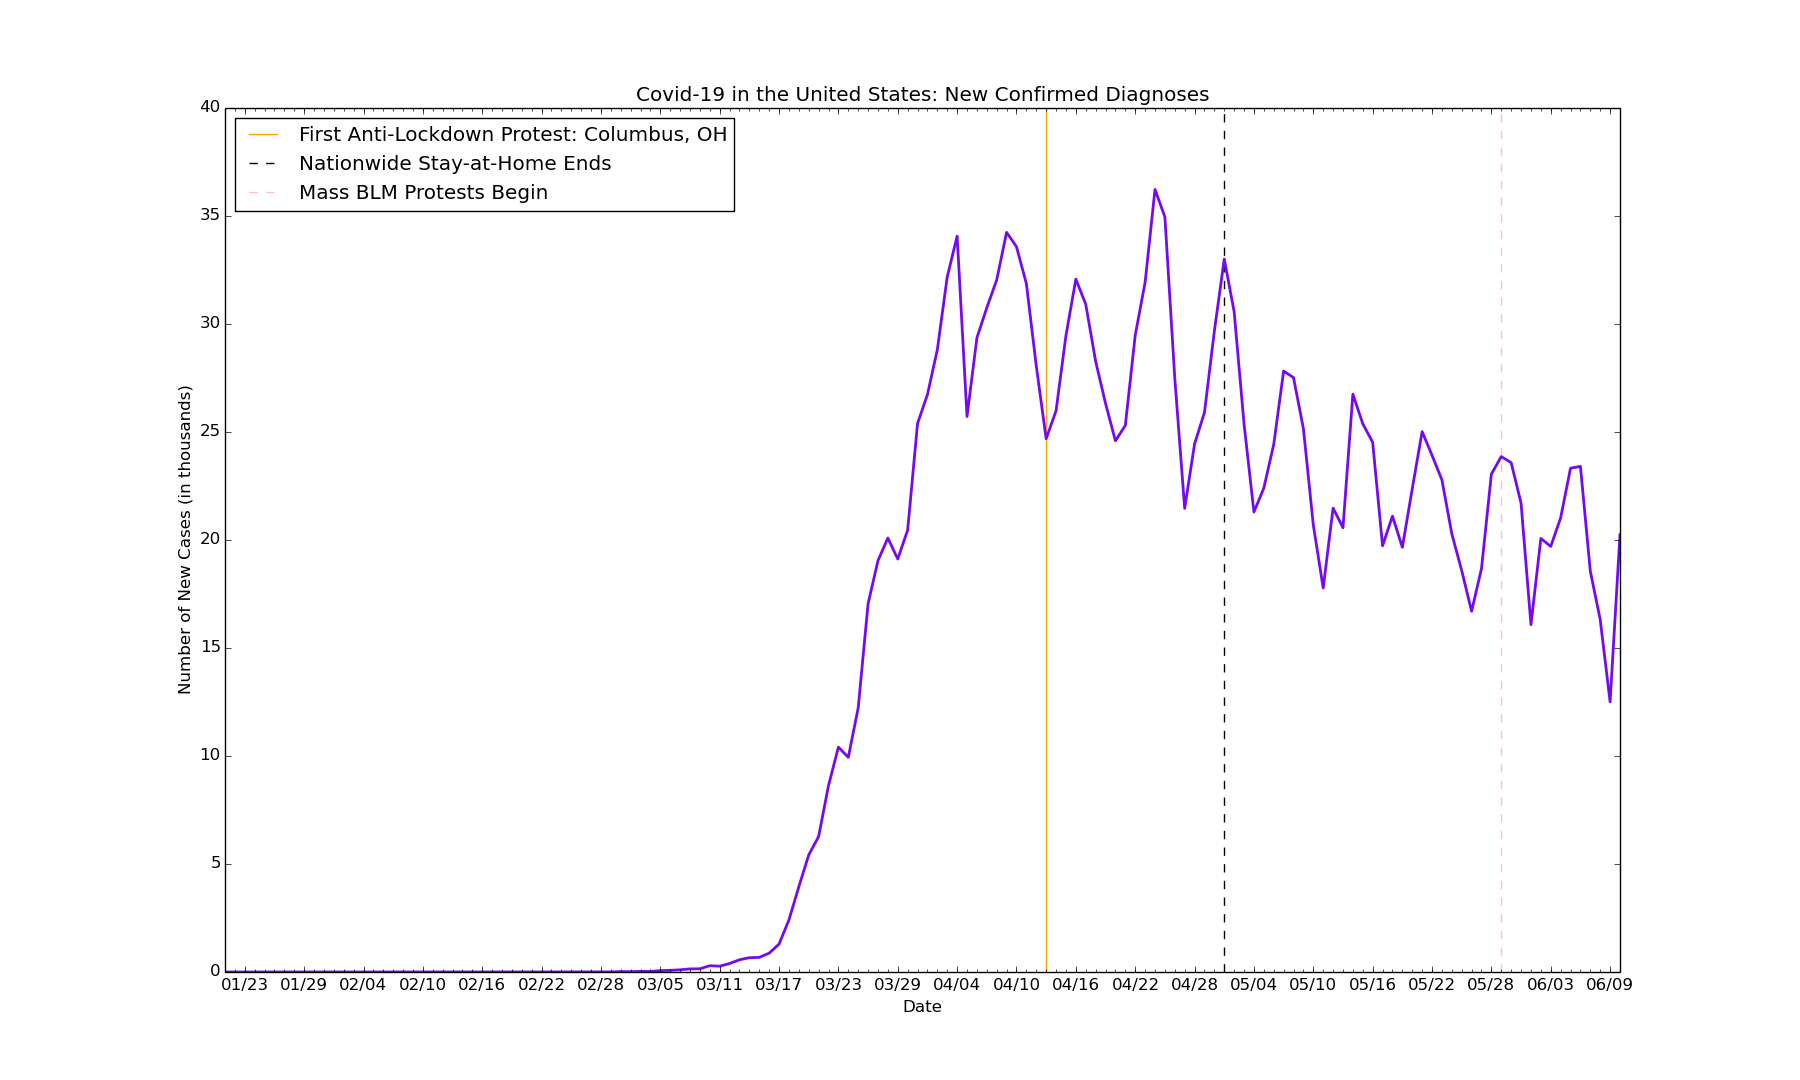 Covid-19 in the United States: New Confirmed Diagnoses
40
First Anti-Lockdown Protest: Columbus, OH
Nationwide Stay-at-Home Ends
Mass BLM Protests Begin
35
30
25
20
15
10
5
0
Number of New Cases (in thousands)
01/23 01/29 02/04 02/10 02/16 02/22 02/28 03/05 03/11 03/17 03/23 03/29 04/04 04/10 04/16 04/22 04/28 05/04 05/10 05/16 05/22 05/28 06/03 06/09
Date